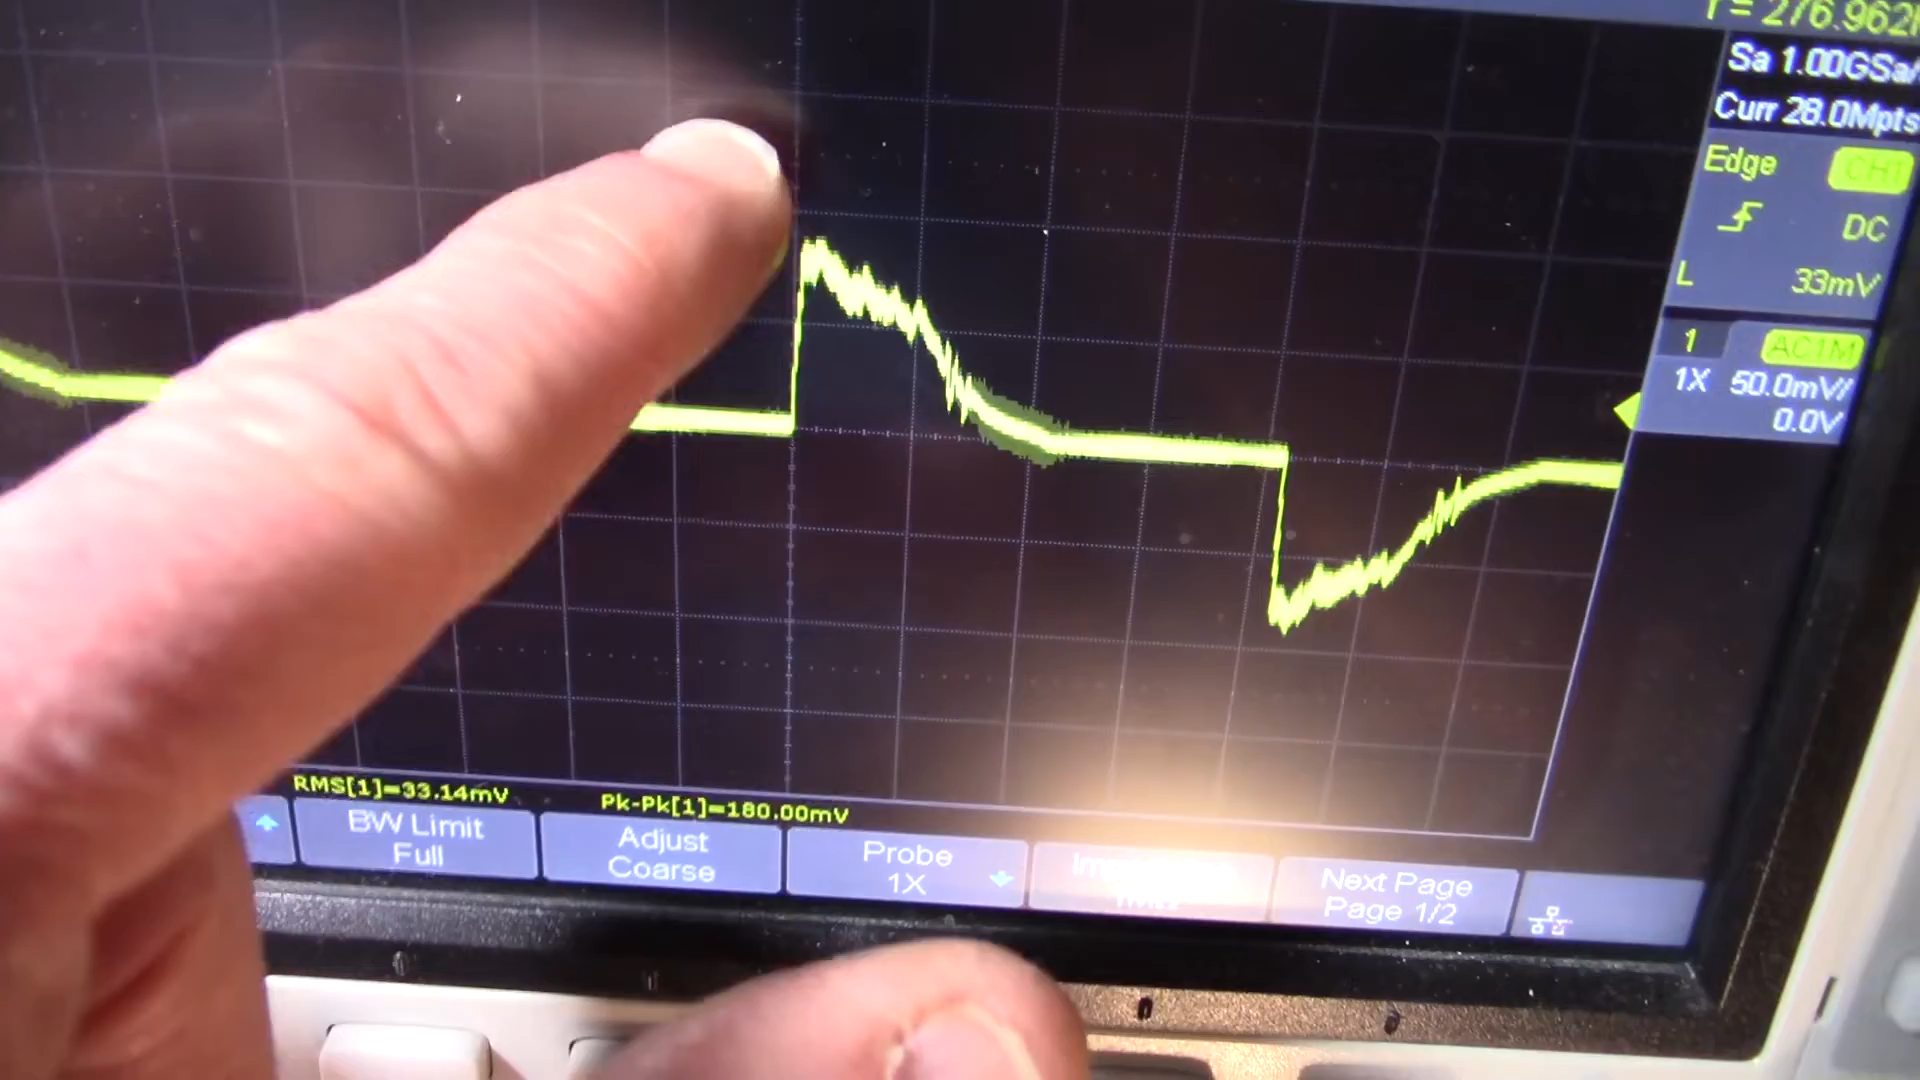 Sa 1.00GSa/
Curr 28.0Mpts
Edge CH1
DC
L 33mV
1 AC1M
1X 50.0mV/
0.0V
RMS[1]=33.14mV Pk-Pk[1]=180.00mV
BW Limit
Full
Adjust
Coarse
Probe
1X
Next Page
Page 1/2